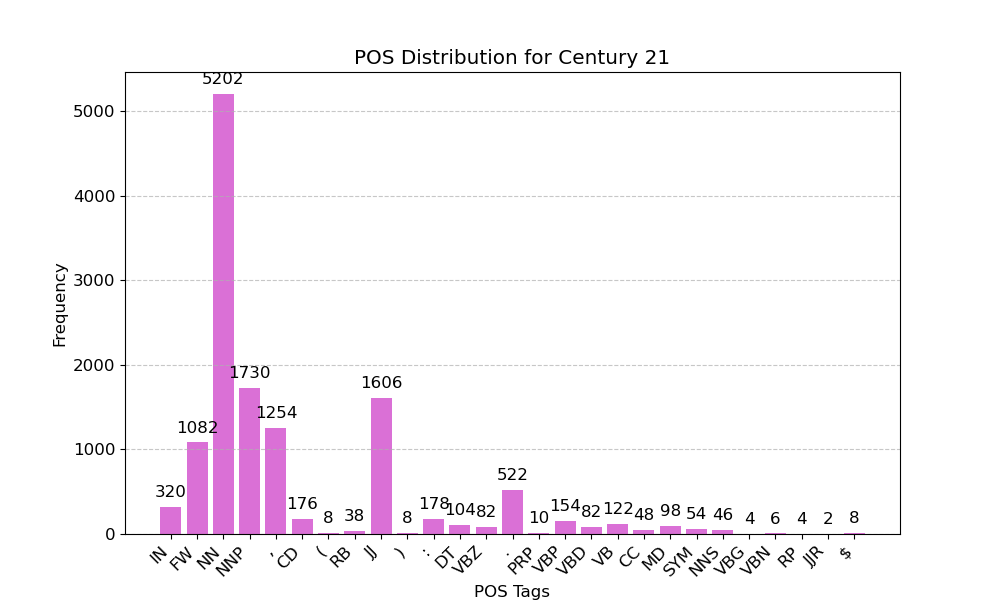 POS Distribution for Century 21
5202
5000
4000
3000
2000
1000
0
Frequency
320
1082
1730
1254
176
8
38
1606
8
178
104
82
522
10
154
82
122
48
98
54
46
4
6
4
2
8
IN
FW
NN
NNP
,
CD
(
RB
JJ
)
:
DT
VBZ
.
PRP
VBP
VBD
VB
CC
MD
SYM
NNS
VBG
VBN
RP
JJR
$
POS Tags